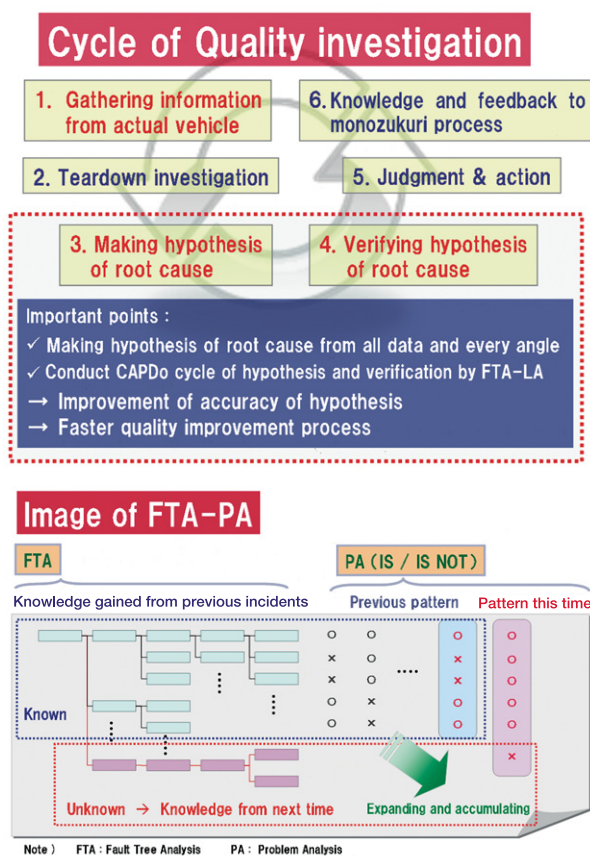 Cycle of Quality investigation
1. Gathering information
from actual vehicle
6. Knowledge and feedback to
monozukuri process
2. Teardown investigation
5. Judgment & action
3. Making hypothesis
of root cause
4. Verifying hypothesis
of root cause
Important points :
✓ Making hypothesis of root cause from all data and every angle
✓ Conduct CAPDo cycle of hypothesis and verification by FTA-LA
→ Improvement of accuracy of hypothesis
→ Faster quality improvement process
Image of FTA-PA
FTA
PA (IS / IS NOT)
Knowledge gained from previous incidents
Previous pattern
Pattern this time
O O O O
x O x O
x O .... x O
Known
O x O O
O x O O
x
Unknown → Knowledge from next time
Expanding and accumulating
Note ) FTA : Fault Tree Analysis PA : Problem Analysis